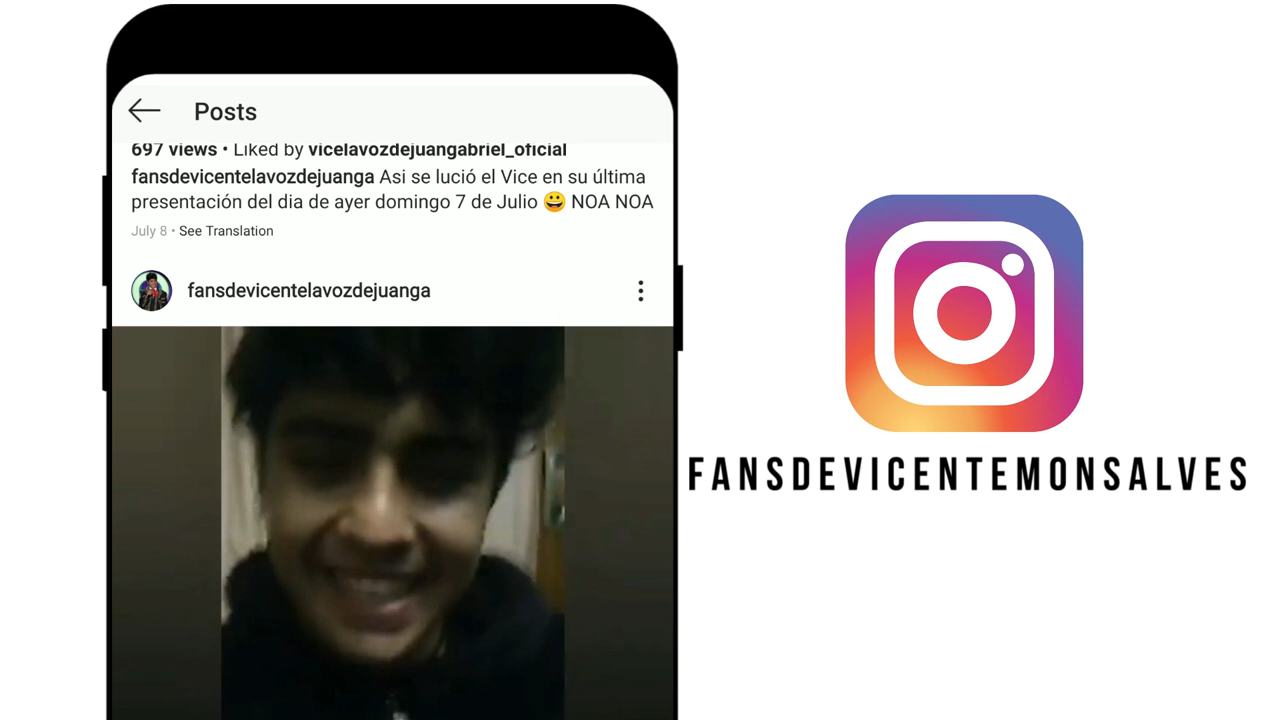 Posts
697 views • Liked by vicelavozdejuangabriel_oficial
fansdevicentelavozdejuanga Asi se lució el Vice en su última
presentación del dia de ayer domingo 7 de Julio 😀 NOA NOA
July 8 • See Translation
fansdevicentelavozdejuanga
FANSDEVICENTEMONSALVES